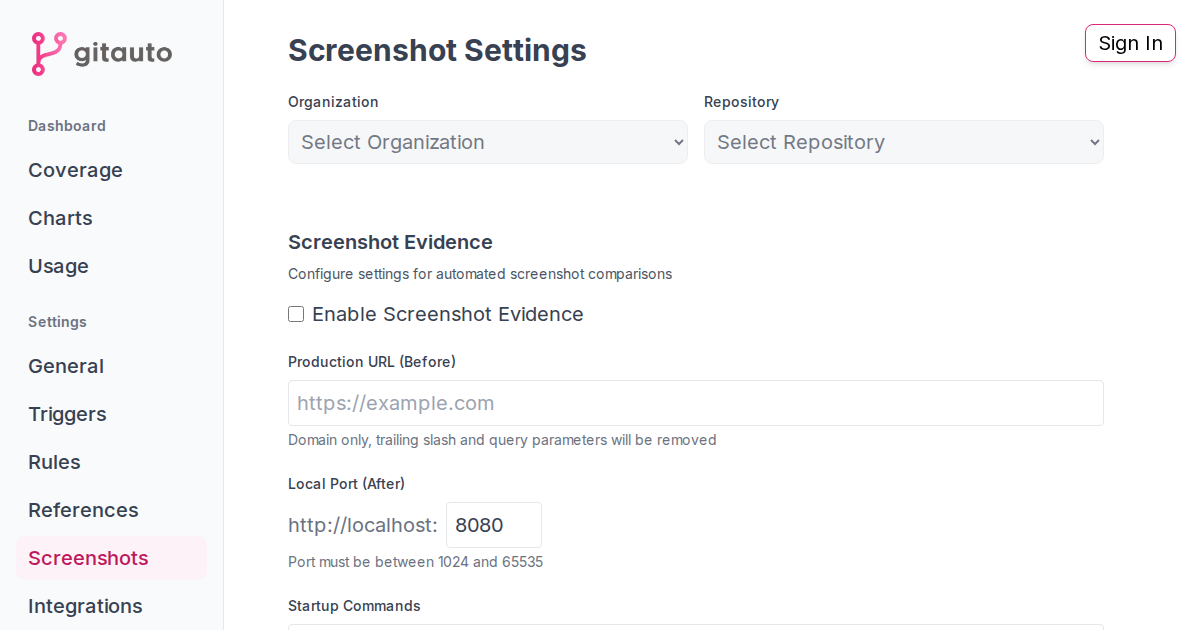 gitauto
Dashboard
Coverage
Charts
Usage
Settings
General
Triggers
Rules
References
Screenshots
Integrations
Screenshot Settings
Sign In
Organization
Repository
Select Organization
Select Repository
Screenshot Evidence
Configure settings for automated screenshot comparisons
Enable Screenshot Evidence
Production URL (Before)
https://example.com
Domain only, trailing slash and query parameters will be removed
Local Port (After)
http://localhost: 8080
Port must be between 1024 and 65535
Startup Commands